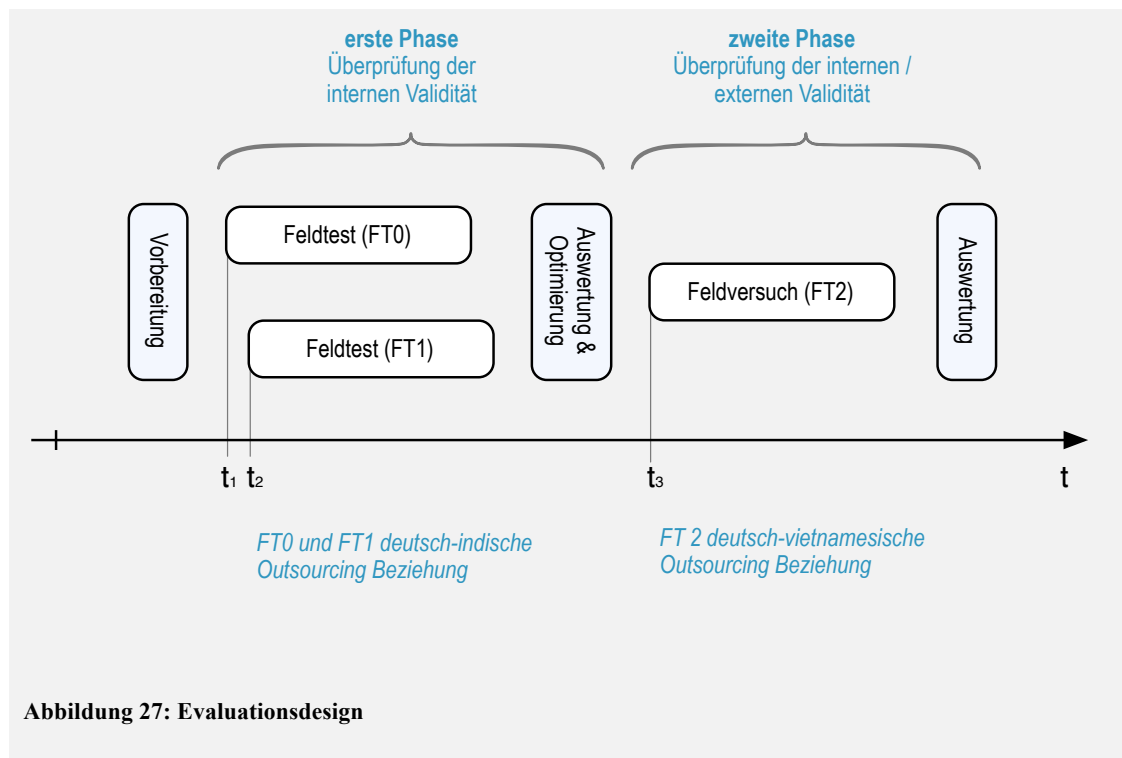 erste Phase
Überprüfung der
internen Validität
zweite Phase
Überprüfung der internen /
externen Validität
Vorbereitung
Feldtest (FT0)
Feldtest (FT1)
Auswertung &
Optimierung
Feldversuch (FT2)
Auswertung
t1 t2
t3
t
FT0 und FT1 deutsch-indische
Outsourcing Beziehung
FT 2 deutsch-vietnamesische
Outsourcing Beziehung
Abbildung 27: Evaluationsdesign